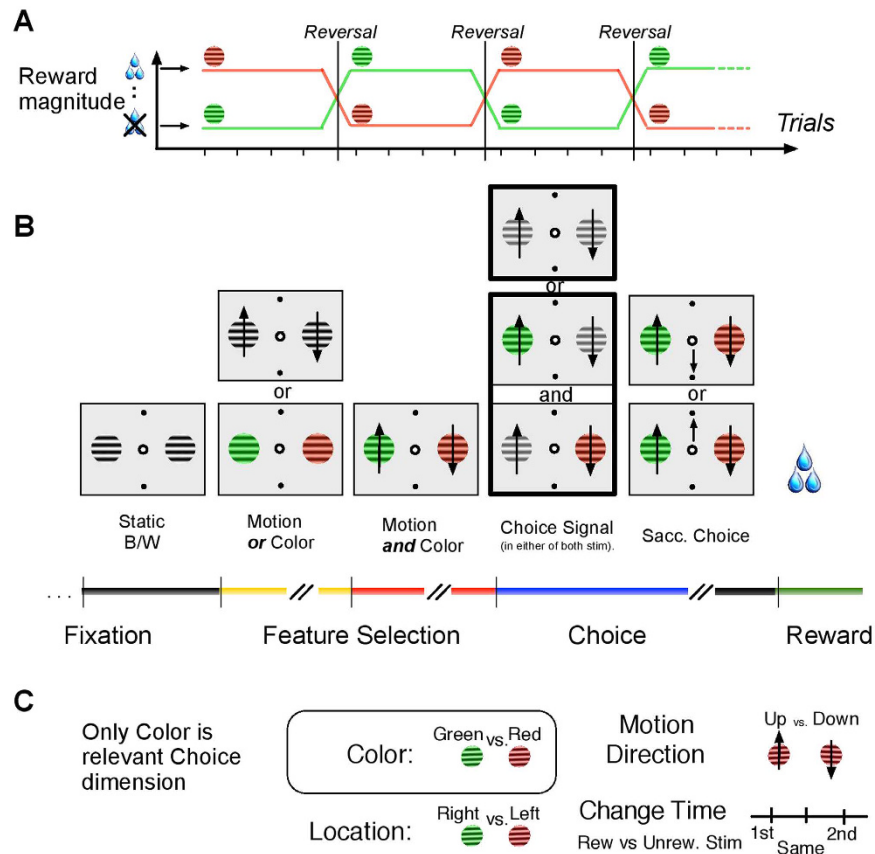 A
Reversal Reversal Reversal
Reward
magnitude
Trials
B
or
or
and
or
Static
B/W
Motion
or Color
Motion
and Color
Choice Signal
(in either of both stim).
Sacc. Choice
. . .
Fixation
Feature Selection
Choice
Reward
C
Only Color is
relevant Choice
dimension
Color:
Green vs. Red
Location:
Right vs. Left
Motion
Direction
Up vs. Down
Change Time
Rew vs Unrew. Stim
1st 2nd
Same